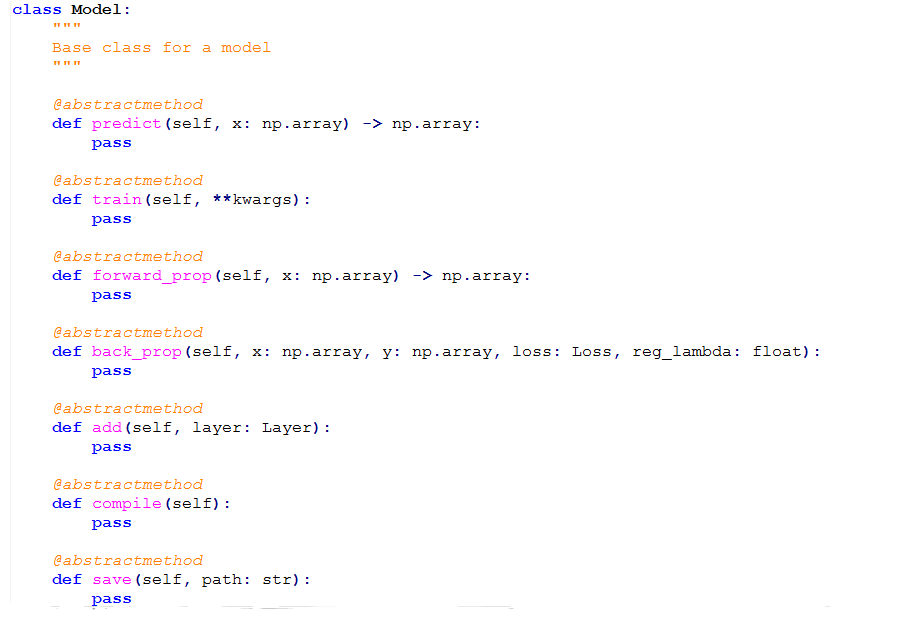 class Model:
    """
    Base class for a model
    """

    @abstractmethod
    def predict(self, x: np.array) -> np.array:
        pass

    @abstractmethod
    def train(self, **kwargs):
        pass

    @abstractmethod
    def forward_prop(self, x: np.array) -> np.array:
        pass

    @abstractmethod
    def back_prop(self, x: np.array, y: np.array, loss: Loss, reg_lambda: float):
        pass

    @abstractmethod
    def add(self, layer: Layer):
        pass

    @abstractmethod
    def compile(self):
        pass

    @abstractmethod
    def save(self, path: str):
        pass